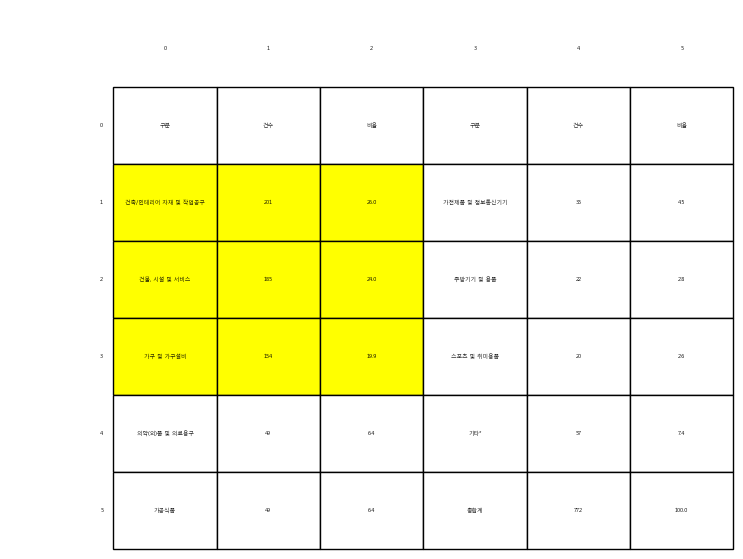 0 1 2 3 4 5
0 구분 건수 비율 구분 건수 비율
1 건축/인테리어 자재 및 작업공구 201 26.0 가전제품 및 정보통신기기 35 4.5
2 건물, 시설 및 서비스 185 24.0 주방기기 및 용품 22 2.8
3 가구 및 가구설비 154 19.9 스포츠 및 취미용품 20 2.6
4 의약(외)품 및 의료용구 49 6.4 기타* 57 7.4
5 가공식품 49 6.4 총합계 772 100.0